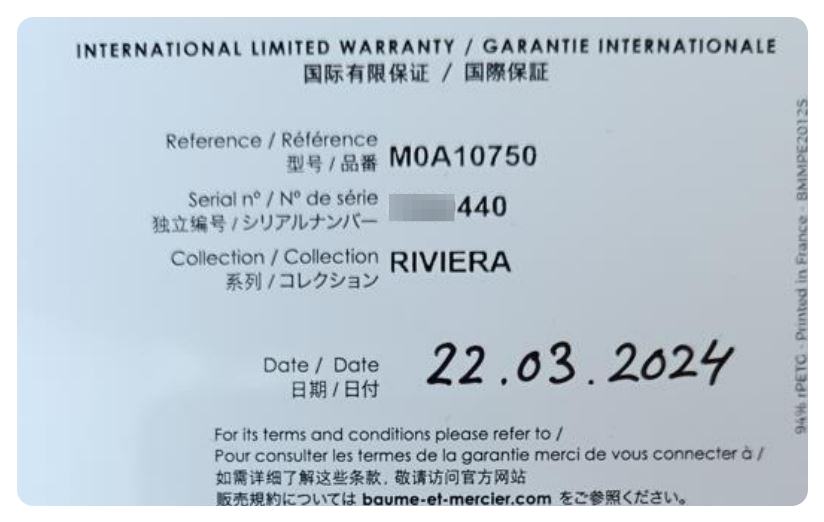 INTERNATIONAL LIMITED WARRANTY / GARANTIE INTERNATIONALE
国际有限保证 / 国際保証
Reference / Référence
型号 / 品番 M0A10750
Serial nº / Nº de série
独立编号 / シリアルナンバー 440
Collection / Collection
系列 / コレクション RIVIERA
Date / Date
日期 / 日付 22.03.2024
For its terms and conditions please refer to /
Pour consulter les termes de la garantie merci de vous connecter à /
如需详细了解这些条款, 敬请访问官方网站
販売規約については baume-et-mercier.com をご参照ください。
94% rPETG - Printed in France - BMMPE2012S